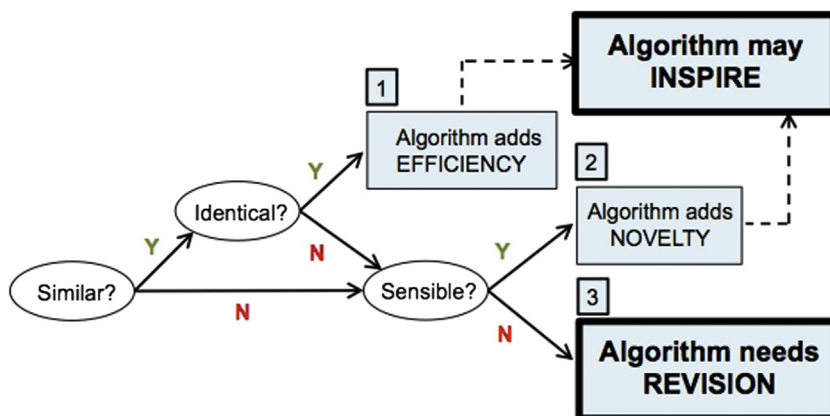 Algorithm may
INSPIRE
1
Algorithm adds
EFFICIENCY
Y
2
Identical?
Algorithm adds
NOVELTY
Y
N
Y
Similar?
N
Sensible?
3
N
Algorithm needs
REVISION